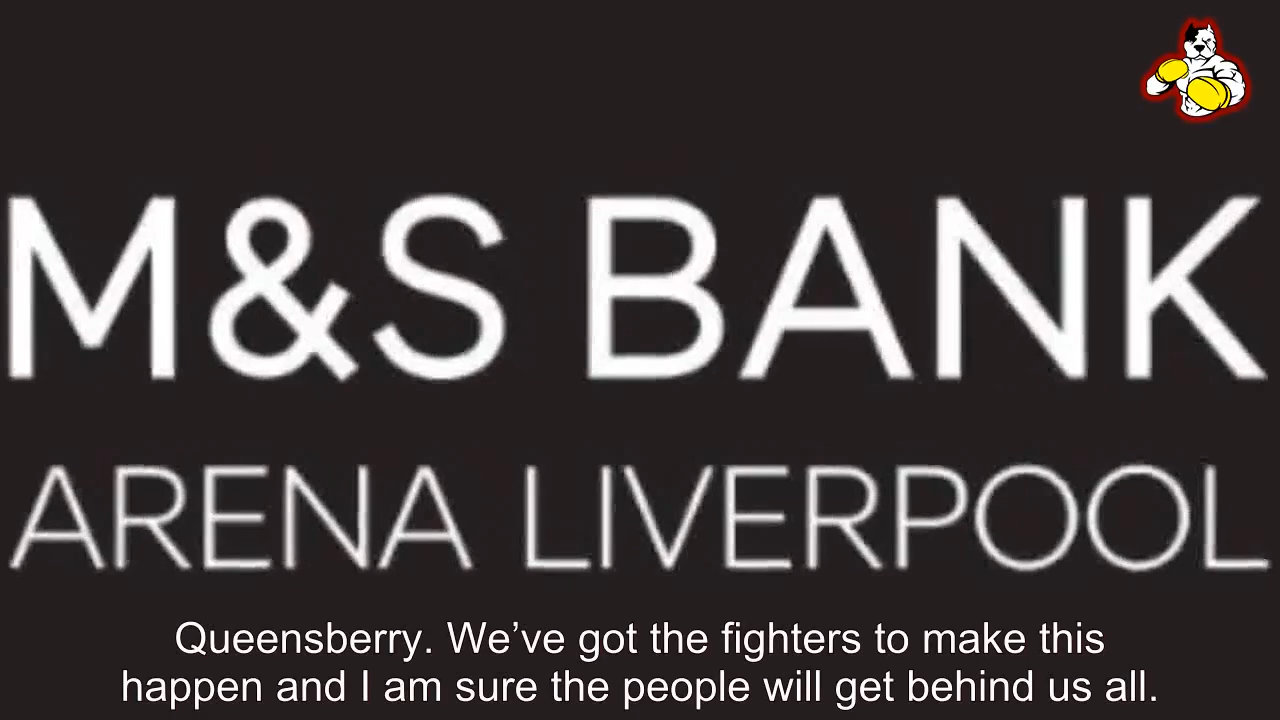 M&S BANK
ARENA LIVERPOOL
Queensberry. We’ve got the fighters to make this
happen and I am sure the people will get behind us all.